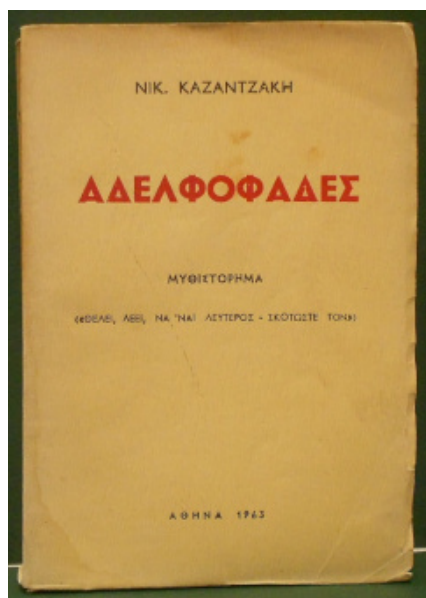 ΝΙΚ. ΚΑΖΑΝΤΖΑΚΗ
ΑΔΕΛΦΟΦΑΔΕΣ
ΜΥΘΙΣΤΟΡΗΜΑ
(«ΘΕΛΕΙ, ΛΕΕΙ, ΝΑ 'ΝΑΙ ΛΕΥΤΕΡΟΣ - ΣΚΟΤΩΣΤΕ ΤΟΝ»)
ΑΘΗΝΑ 1963